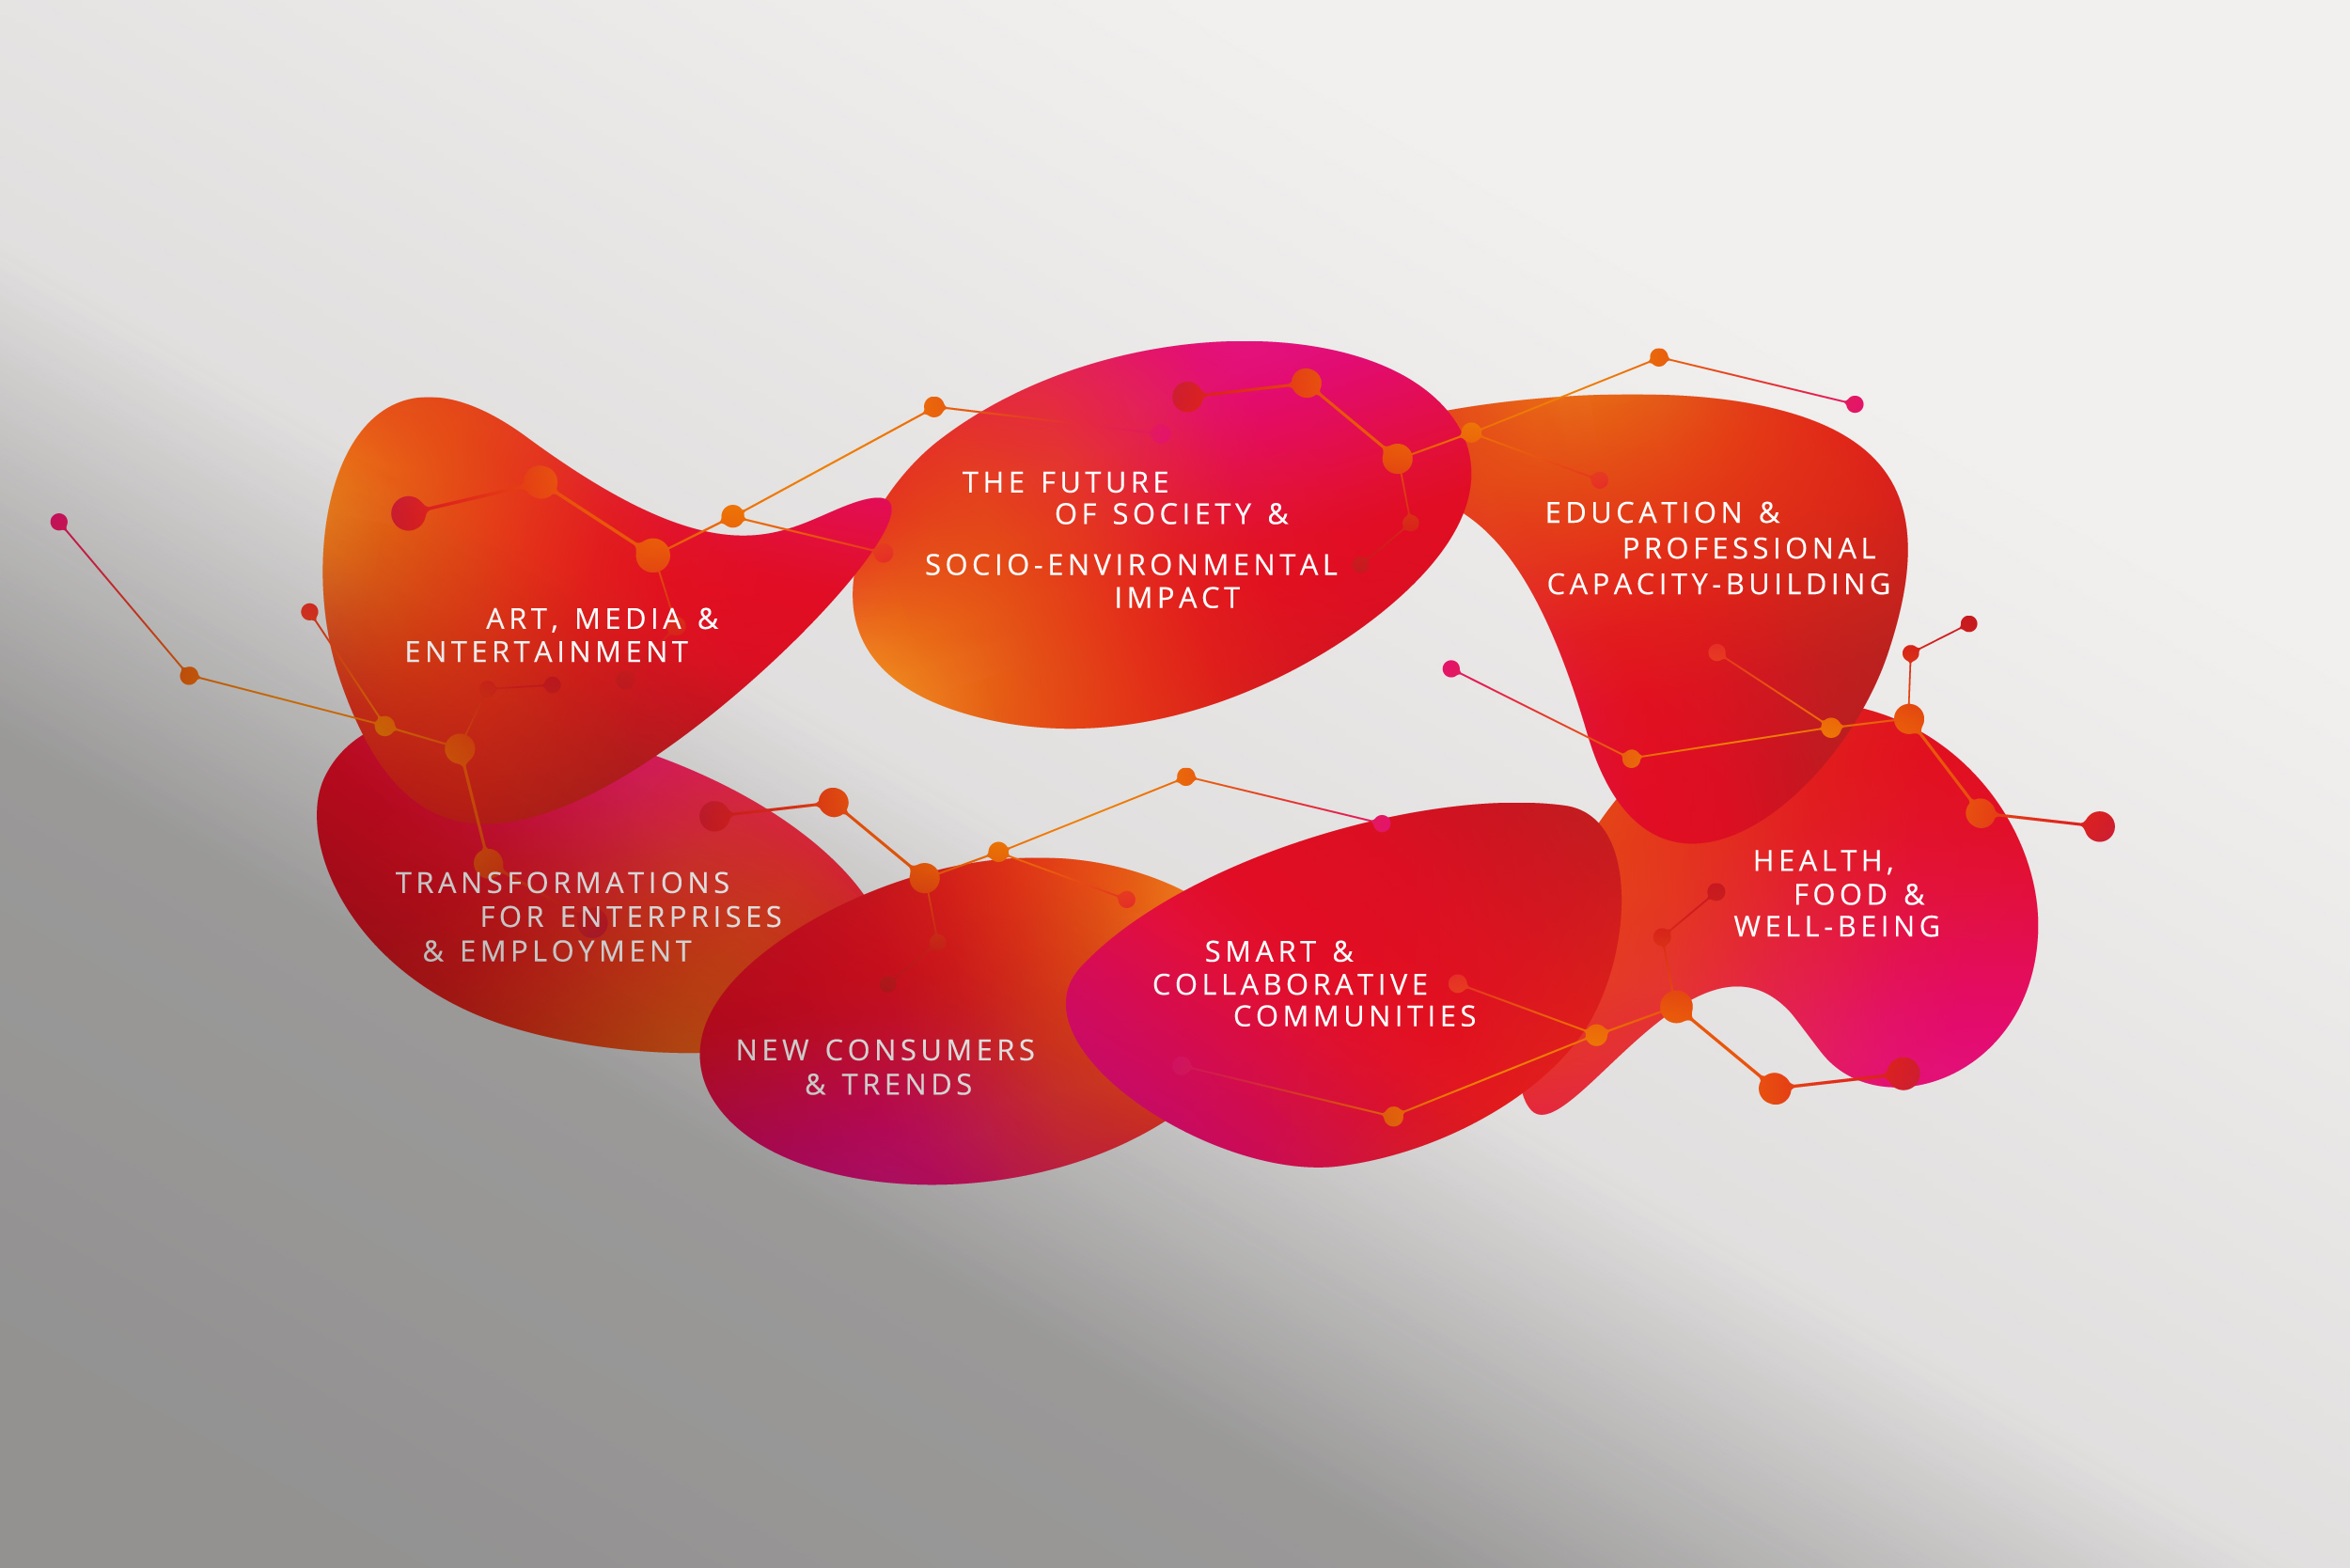 THE FUTURE
OF SOCIETY &
SOCIO-ENVIRONMENTAL
IMPACT
EDUCATION &
PROFESSIONAL
CAPACITY-BUILDING
ART, MEDIA &
ENTERTAINMENT
HEALTH,
FOOD &
WELL-BEING
TRANSFORMATIONS
FOR ENTERPRISES
& EMPLOYMENT
SMART &
COLLABORATIVE
COMMUNITIES
NEW CONSUMERS
& TRENDS